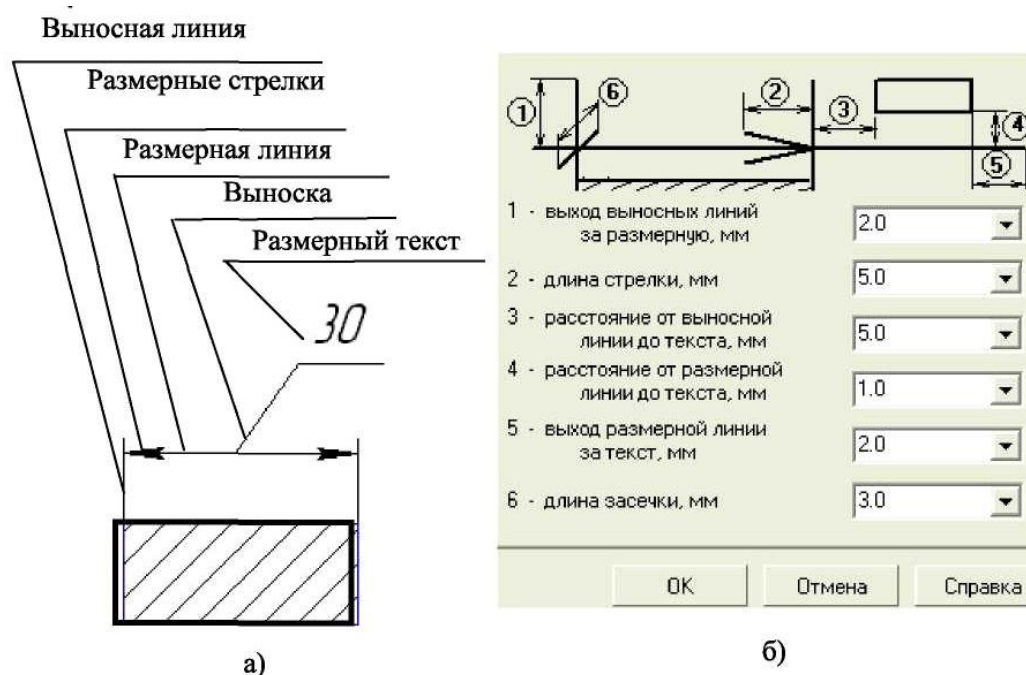 Выносная линия
Размерные стрелки
Размерная линия
Выноска
Размерный текст
30
а)
1
6
2
3
4
5
1 - выход выносных линий
за размерную, мм
2.0
2 - длина стрелки, мм
5.0
3 - расстояние от выносной
линии до текста, мм
5.0
4 - расстояние от размерной
линии до текста, мм
1.0
5 - выход размерной линии
за текст, мм
2.0
6 - длина засечки, мм
3.0
OK
Отмена
Справка
б)